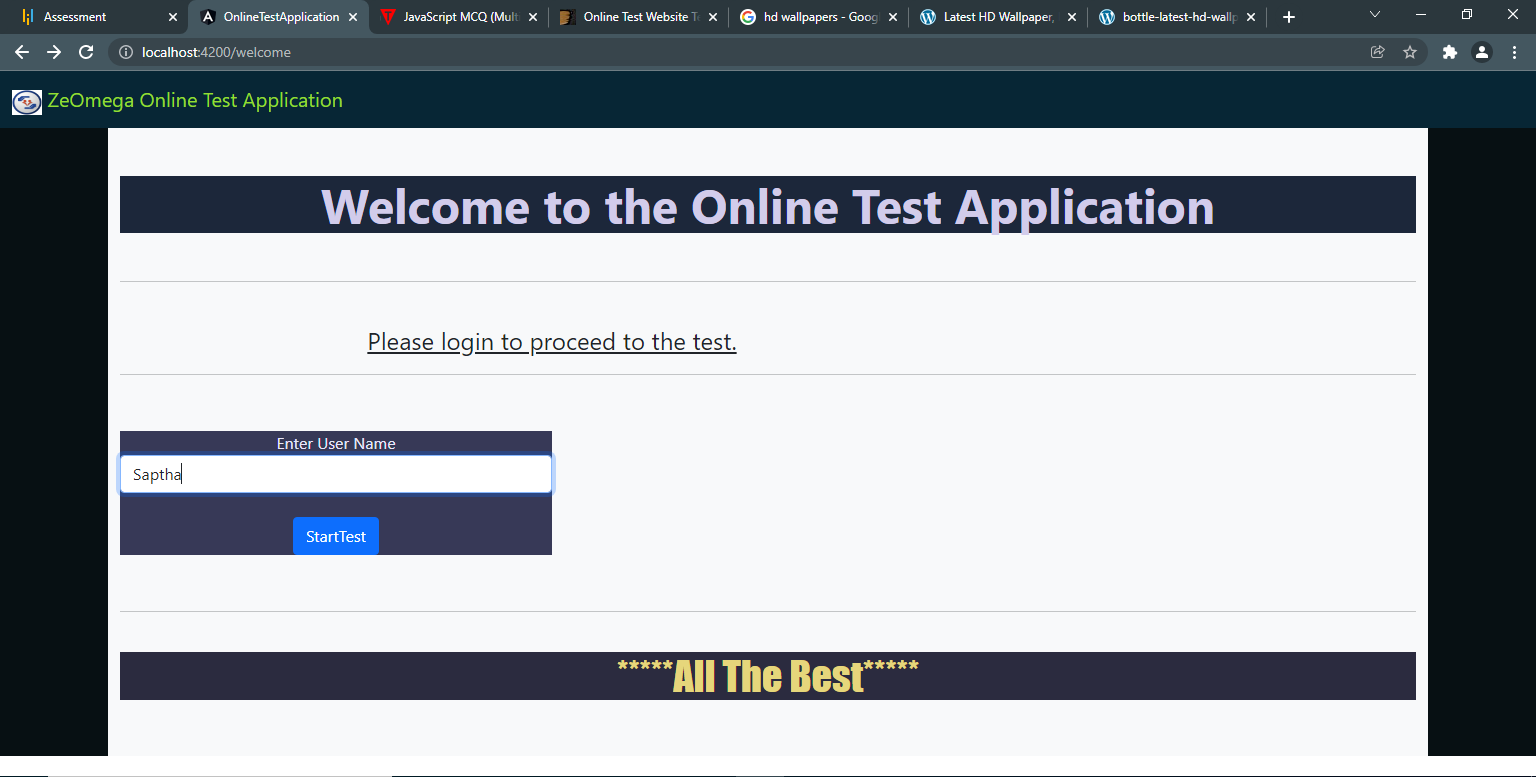 Assessment
OnlineTestApplication
JavaScript MCQ (Mult
Online Test Website T
hd wallpapers - Goog
Latest HD Wallpaper,
bottle-latest-hd-wallp
localhost:4200/welcome
ZeOmega Online Test Application
Welcome to the Online Test Application
Please login to proceed to the test.
Enter User Name
Saptha
StartTest
*****All The Best*****